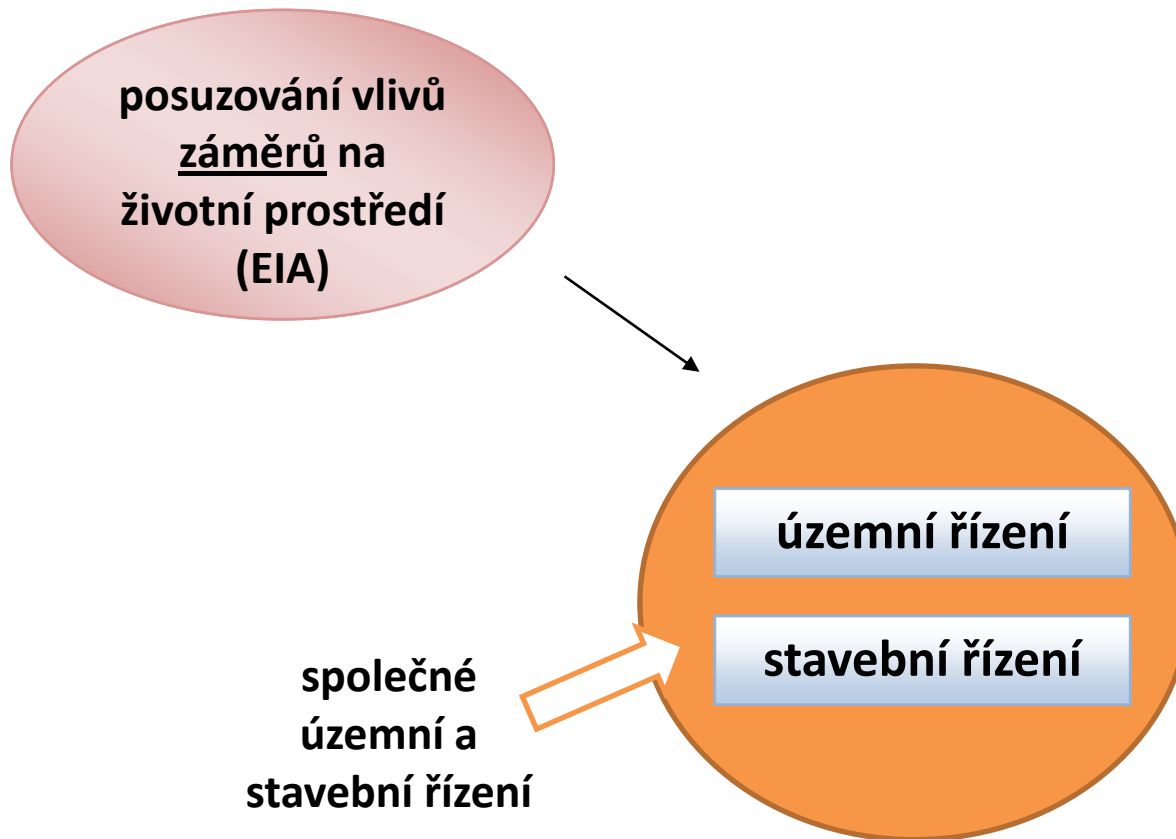 posuzování vlivů
záměrů na
životní prostředí
(EIA)
územní řízení
stavební řízení
společné
územní a
stavební řízení